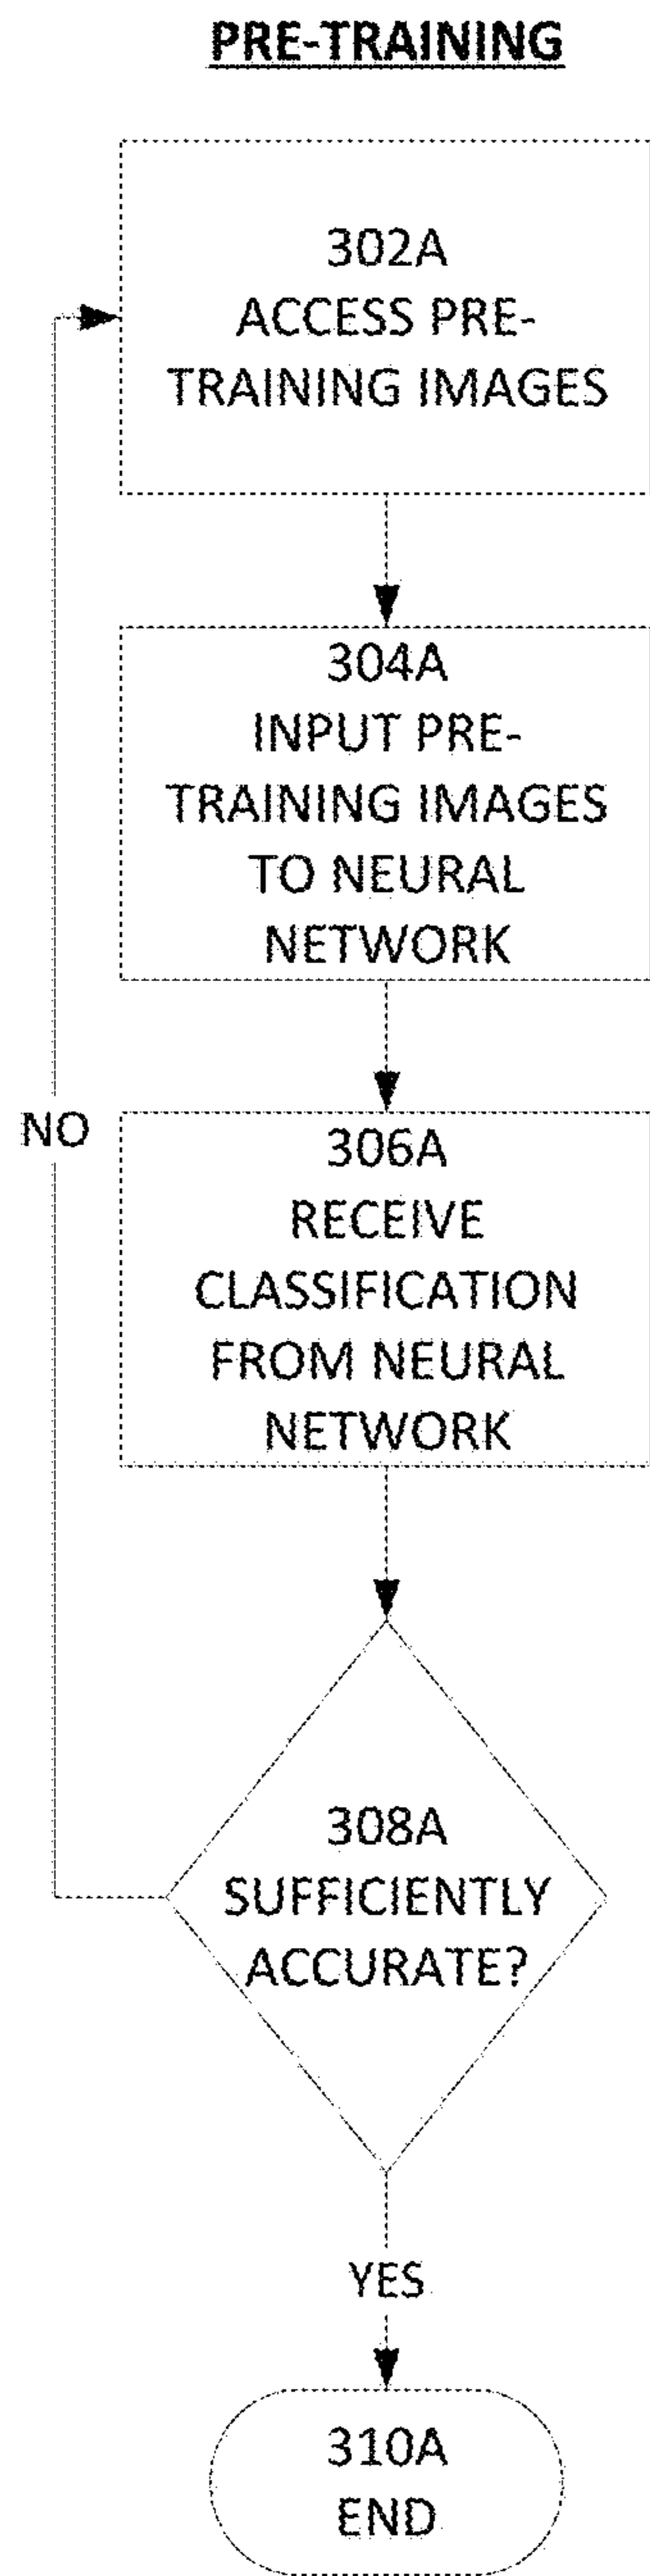 PRE-TRAINING
302A
ACCESS PRE-
TRAINING IMAGES
304A
INPUT PRE-
TRAINING IMAGES
TO NEURAL
NETWORK
NO
306A
RECEIVE
CLASSIFICATION
FROM NEURAL
NETWORK
308A
SUFFICIENTLY
ACCURATE?
YES
310A
END